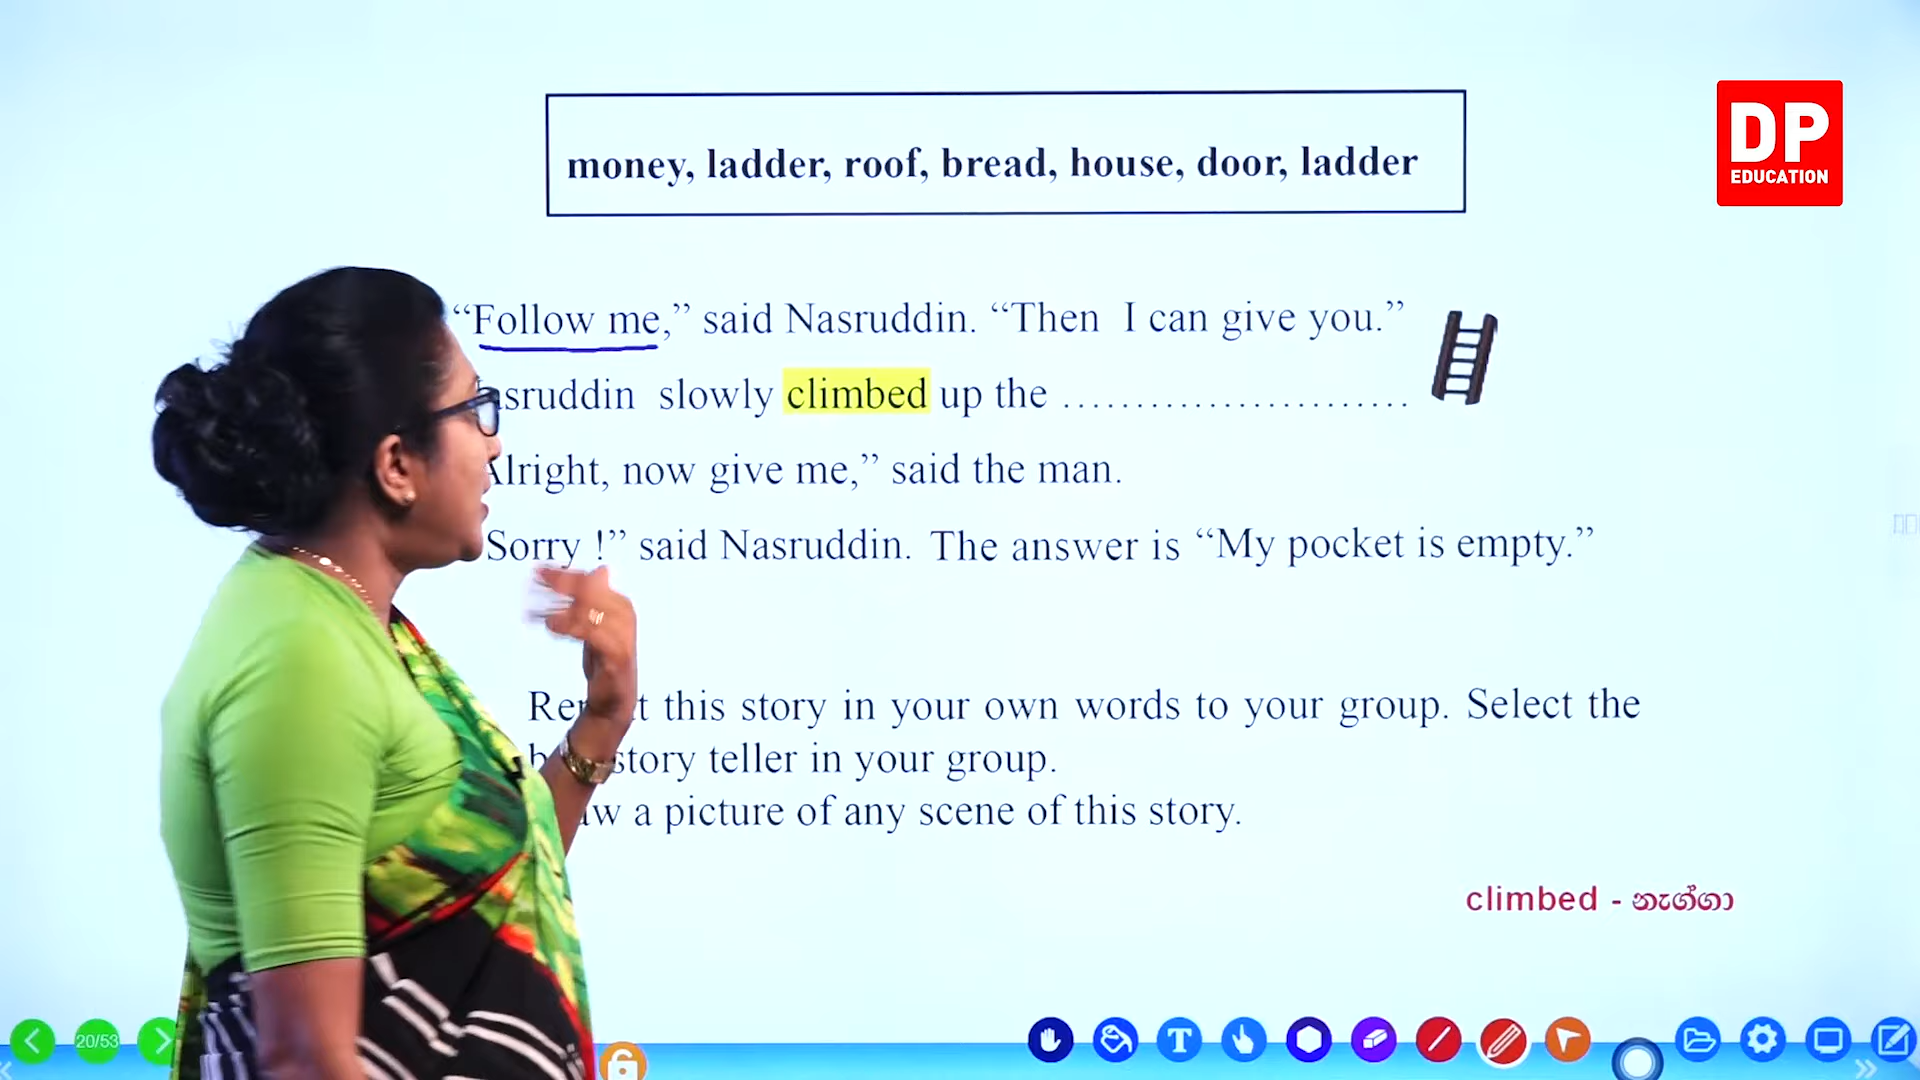 DP
EDUCATION
money, ladder, roof, bread, house, door, ladder
“Follow me,” said Nasruddin. “Then I can give you.”
slowly climbed up the ........................
now give me,” said the man.
Sorry !” said Nasruddin. The answer is “My pocket is empty.”
this story in your own words to your group. Select the
story teller in your group.
a picture of any scene of this story.
climbed - නැග්ගා
20/53